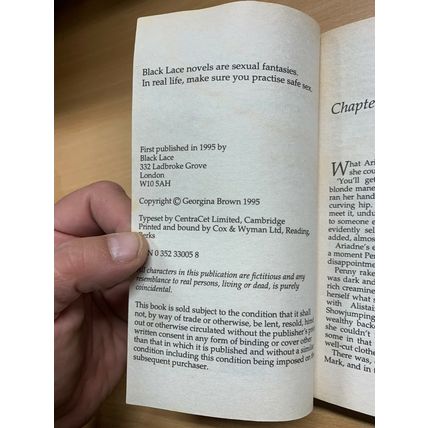 Black Lace novels are sexual fantasies.
In real life, make sure you practise safe sex.
First published in 1995 by
Black Lace
332 Ladbroke Grove
London
W10 5AH
Copyright © Georgina Brown 1995
Typeset by CentraCet Limited, Cambridge
Printed and bound by Cox & Wyman Ltd, Reading,
Berks
N 0 352 33005 8
All characters in this publication are fictitious and any
resemblance to real persons, living or dead, is purely
coincidental.
This book is sold subject to the condition that it shall
not, by way of trade or otherwise, be lent, resold, hired
out or otherwise circulated without the publisher's
written consent in any form of binding or cover other
than that in which it is published and without a similar
condition including this condition being imposed on the
subsequent purchaser.
Chapte
What Aria
she cou
'You'll get
blonde mane
ran her hand
curving hip.
meet it, undu
to someone e
evidently sel
added, almos
Ariadne's e
a moment Pen
disappointmen
Penny rake
was dark and
rich creamine
herself what s
with Alistair
Showjumping
wealthy backe
she couldn't
some in that
well-cut clothe
There was,
Mark, and in t